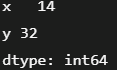 x   14
y 32
dtype: int64